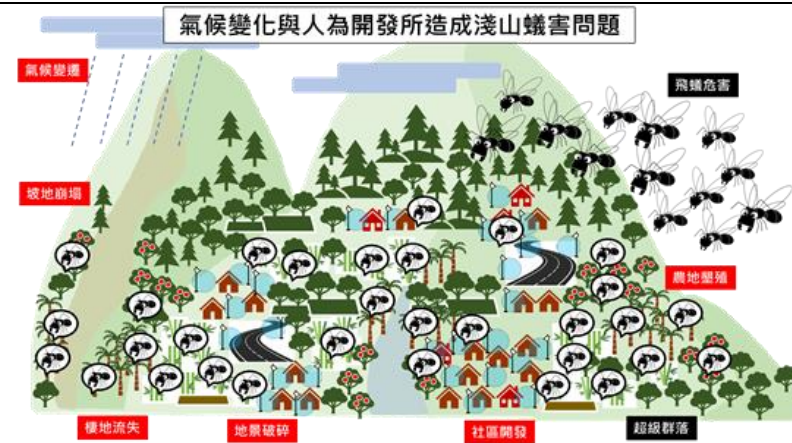 氣候變化與人為開發所造成淺山蟻害問題
氣候變遷
飛蟻危害
坡地崩塌
農地墾殖
棲地流失
地景破碎
社區開發
超級群落